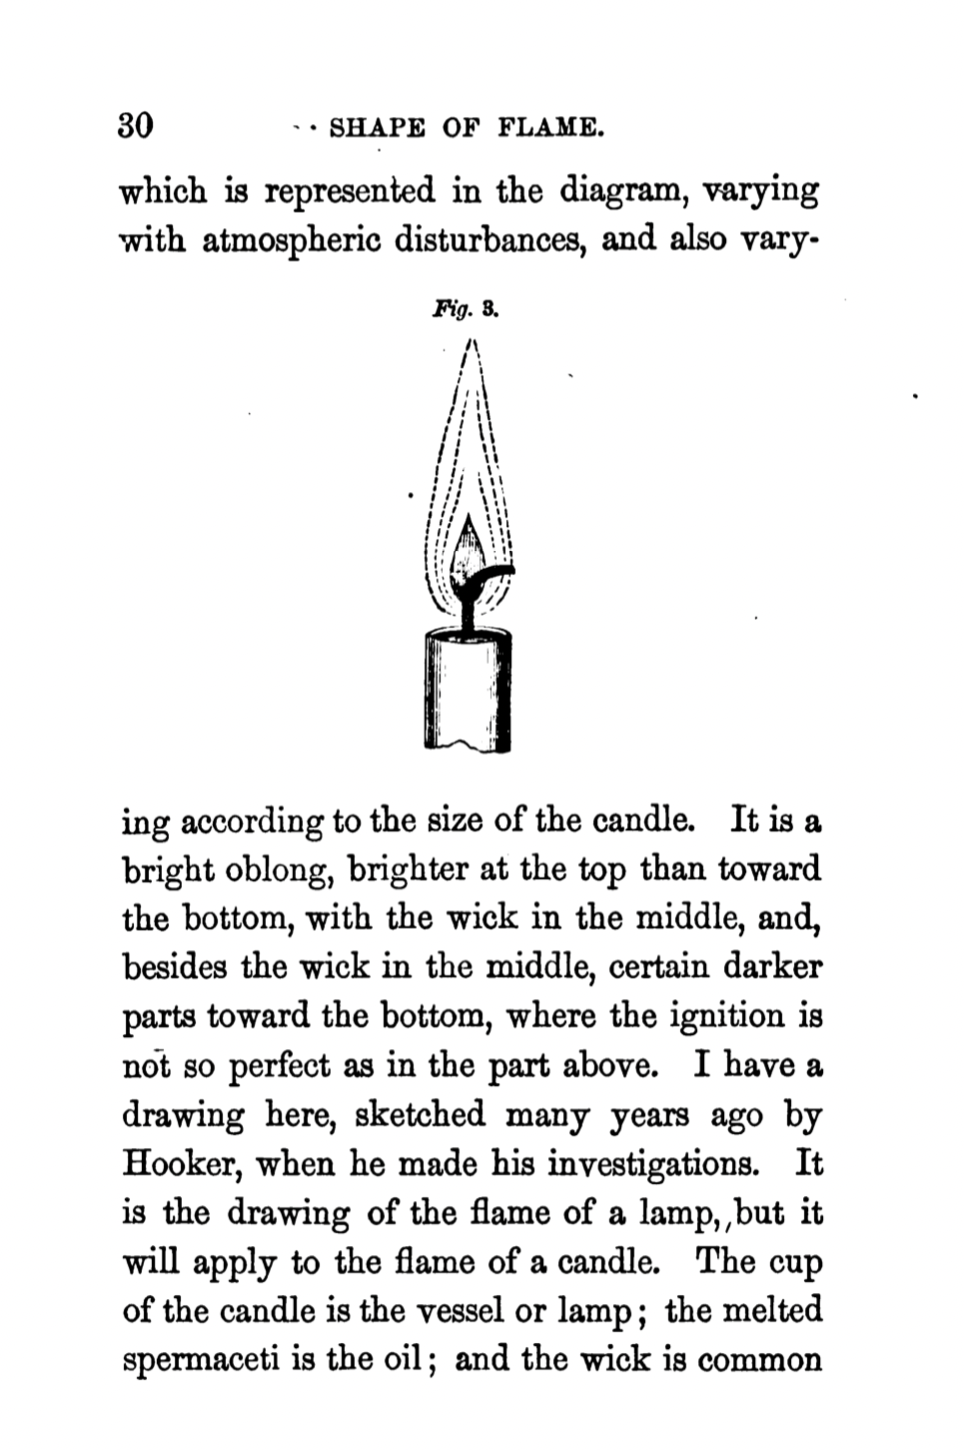 30 SHAPE OF FLAME.
which is represented in the diagram, varying
with atmospheric disturbances, and also vary-
Fig. 3.
ing according to the size of the candle. It is a
bright oblong, brighter at the top than toward
the bottom, with the wick in the middle, and,
besides the wick in the middle, certain darker
parts toward the bottom, where the ignition is
not so perfect as in the part above. I have a
drawing here, sketched many years ago by
Hooker, when he made his investigations. It
is the drawing of the flame of a lamp, but it
will apply to the flame of a candle. The cup
of the candle is the vessel or lamp; the melted
spermaceti is the oil; and the wick is common